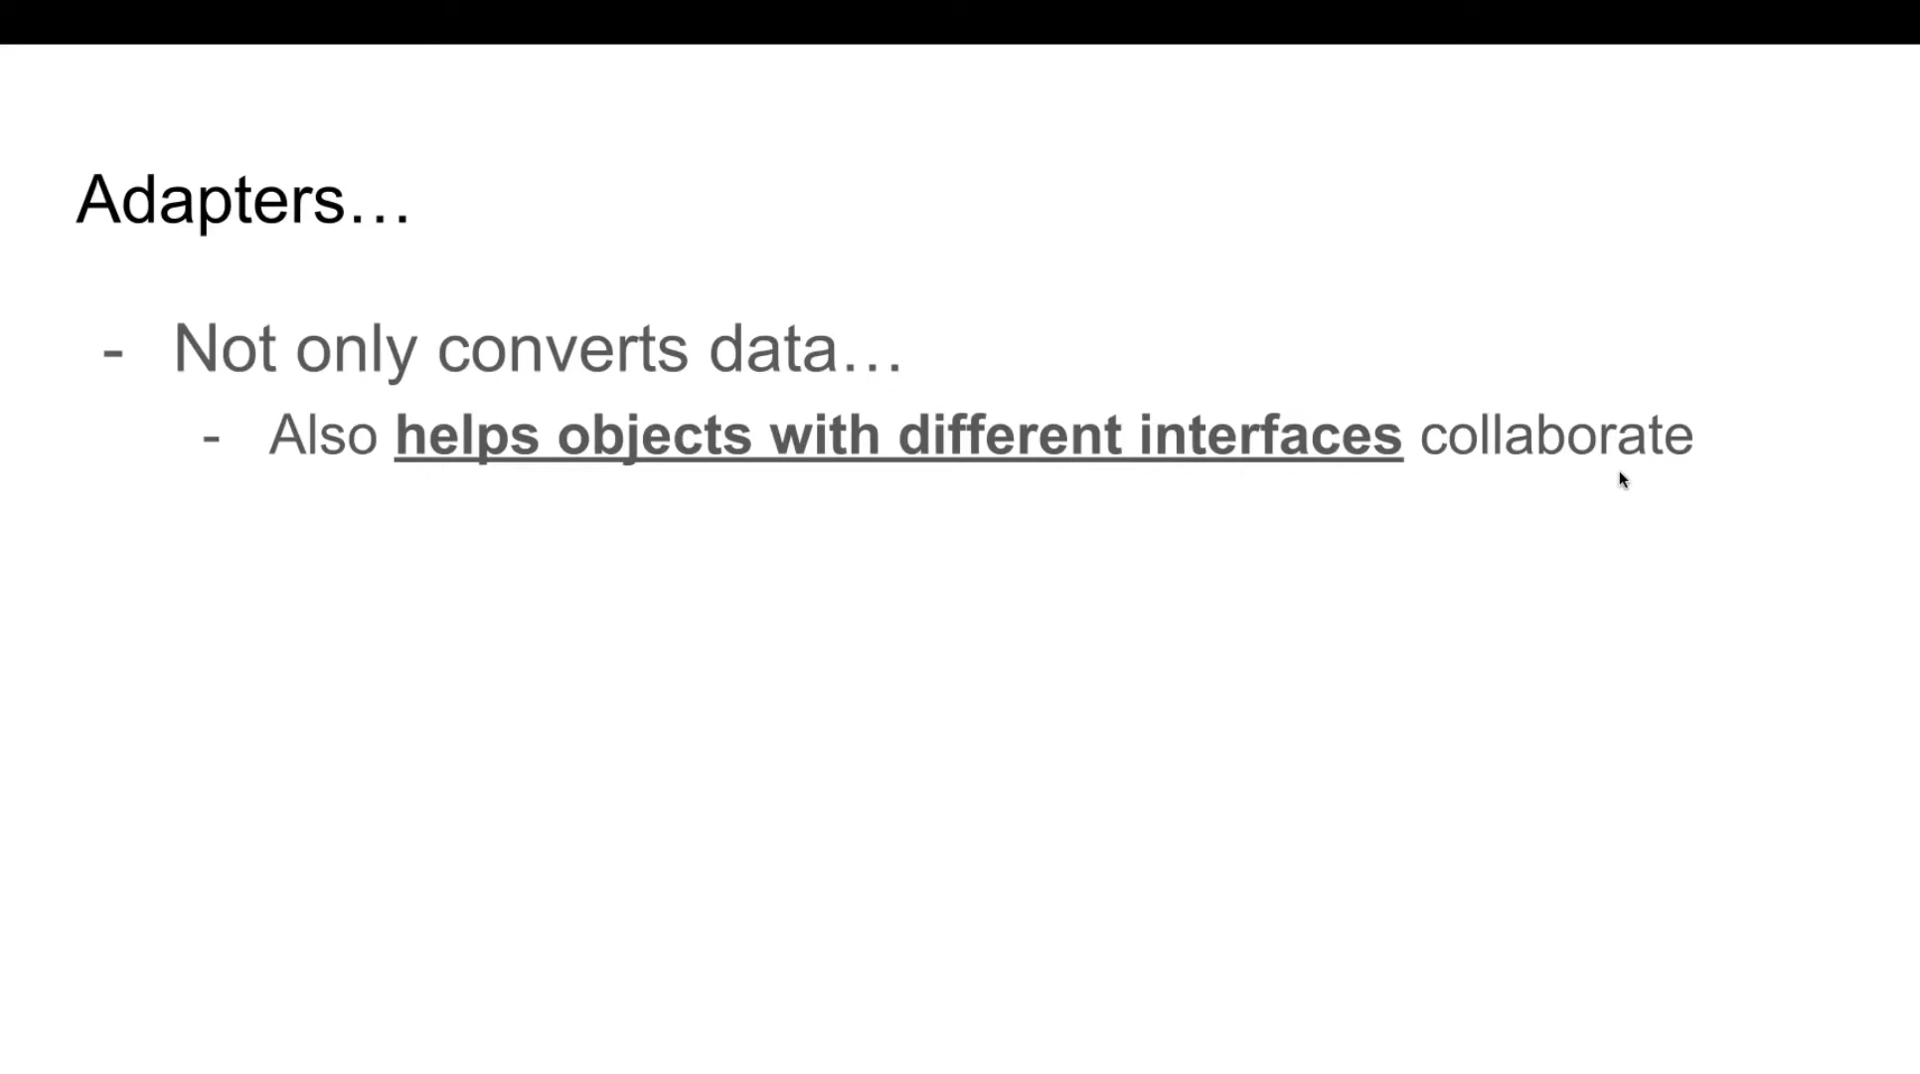 Adapters…
- Not only converts data…
- Also helps objects with different interfaces collaborate